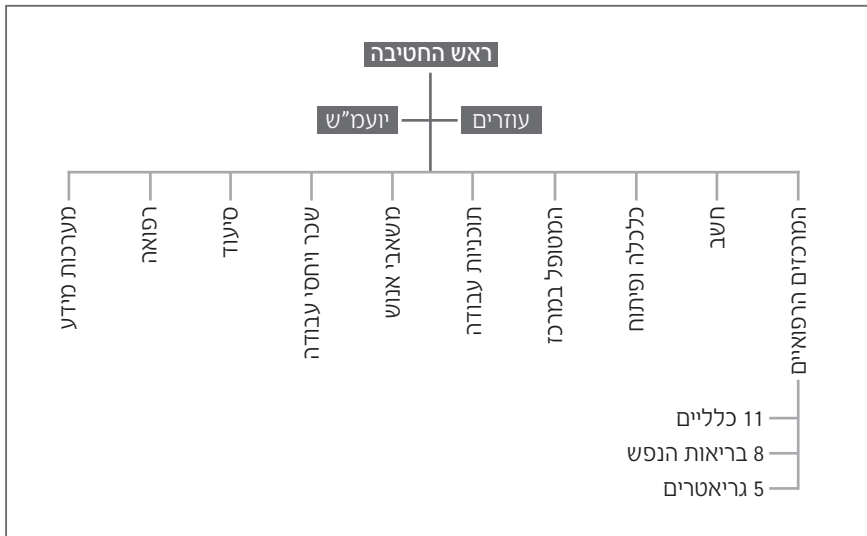 ראש החטיבה
עוזרים
יועמ"ש
המרכזים הרפואיים
חשב
כלכלה ופיתוח
המטופל במרכז
תוכניות עבודה
משאבי אנוש
שכר ויחסי עבודה
סיעוד
רפואה
מערכות מידע
11 כלליים
8 בריאות הנפש
5 גריאטרים